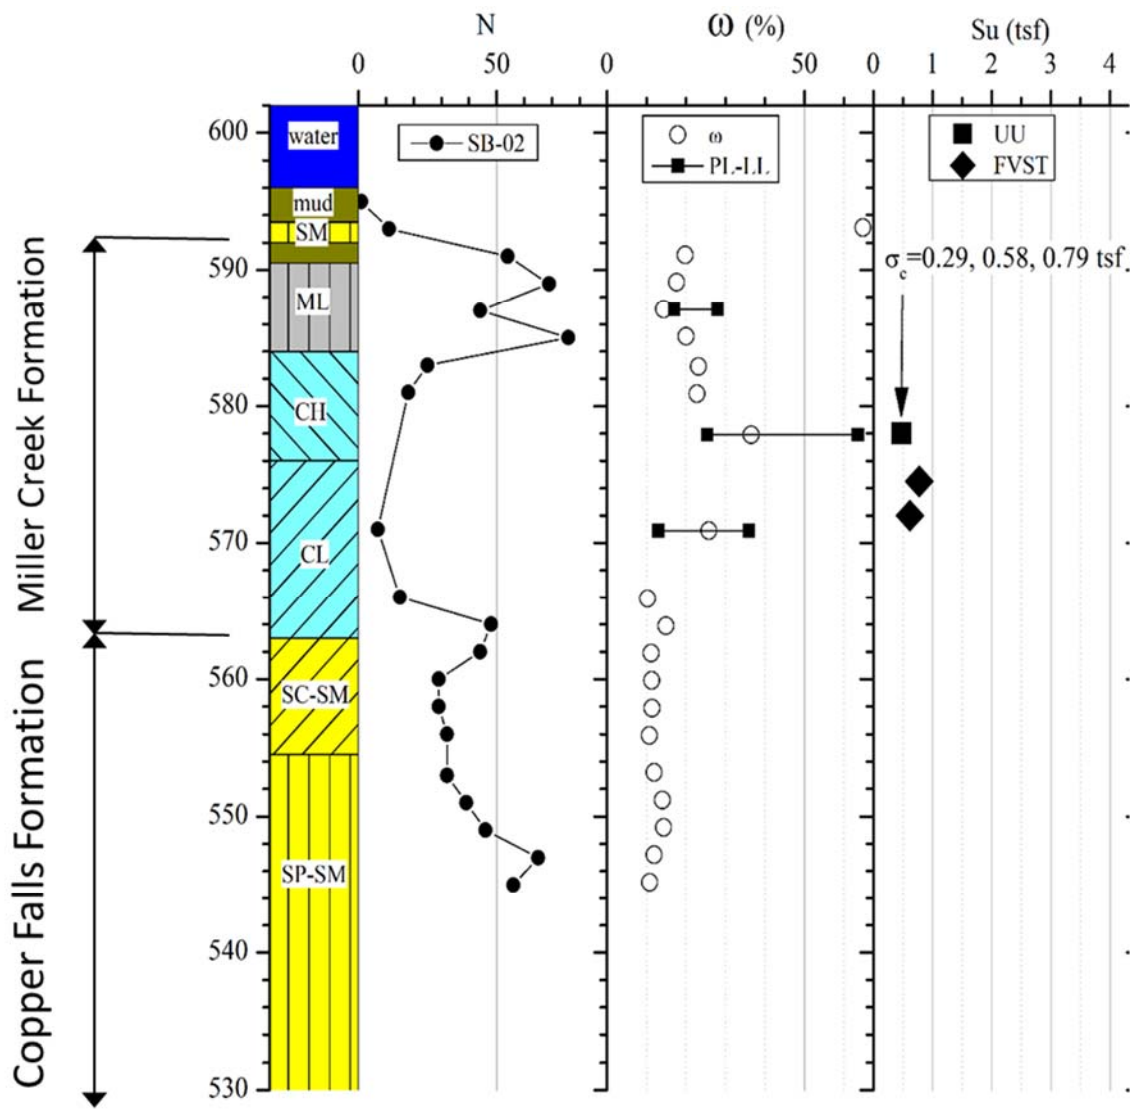 N
ω (%)
Su (tsf)
0 50
0 50
0 1 2 3 4
600
590
580
570
560
550
540
530
water
mud
SM
ML
CH
CL
SC-SM
SP-SM
SB-02
ω
PL-LL
UU
FVST
σc=0.29, 0.58, 0.79 tsf
Miller Creek Formation
Copper Falls Formation